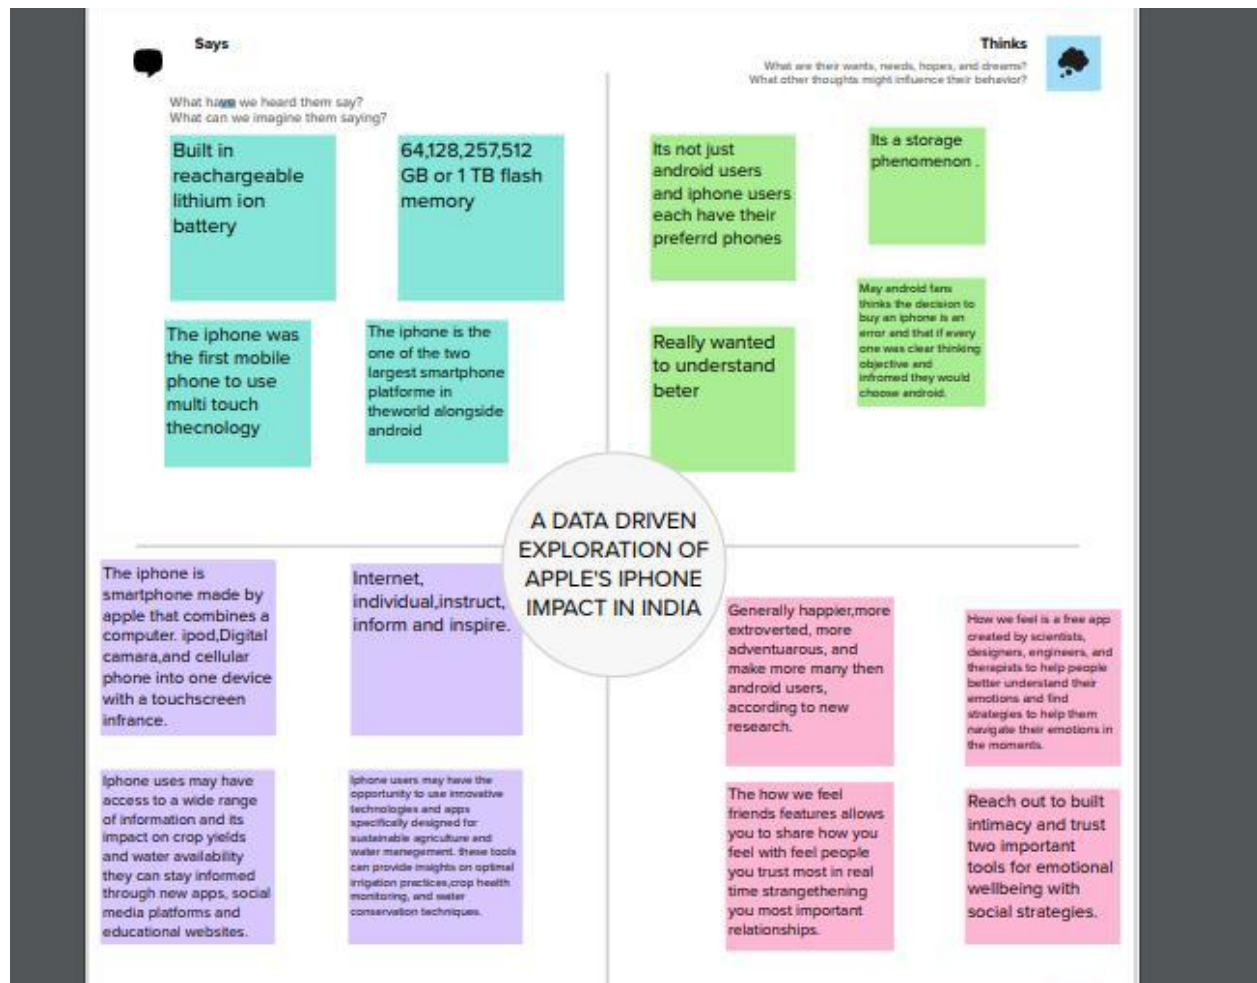 Says
What have we heard them say?
What can we imagine them saying?
Built in
reachargeable
lithium ion
battery
64,128,257,512
GB or 1 TB flash
memory
The iphone was
the first mobile
phone to use
multi touch
thecnology
The iphone is the
one of the two
largest smartphone
platforme in
theworld alongside
android
Thinks
What are their wants, needs, hopes, and dreams?
What other thoughts might influence their behavior?
Its not just
android users
and iphone users
each have their
preferrd phones
Its a storage
phenomenon .
Really wanted
to understand
beter
May android fans
thinks the decision to
buy an iphone is an
error and that if every
one was clear thinking
objective and
infromed they would
choose android.
A DATA DRIVEN
EXPLORATION OF
APPLE'S IPHONE
IMPACT IN INDIA
The iphone is
smartphone made by
apple that combines a
computer. ipod,Digital
camara,and cellular
phone into one device
with a touchscreen
infrance.
Internet,
individual,instruct,
inform and inspire.
Iphone uses may have
access to a wide range
of information and its
impact on crop yields
and water availability
they can stay informed
through new apps, social
media platforms and
educational websites.
Iphone users may have the
opportunity to use innovative
technologies and apps
specifically designed for
sustainable agriculture and
water manegement. these tools
can provide insights on optimal
irrigation practices,crop health
monitoring, and water
conservation techniques.
Generally happier,more
extroverted, more
adventuarous, and
make more many then
android users,
according to new
research.
How we feel is a free app
created by scientists,
designers, engineers, and
therapists to help people
better understand their
emotions and find
strategies to help them
navigate their emotions in
the moments.
The how we feel
friends features allows
you to share how you
feel with feel people
you trust most in real
time strangethening
you most important
relationships.
Reach out to built
intimacy and trust
two important
tools for emotional
wellbeing with
social strategies.